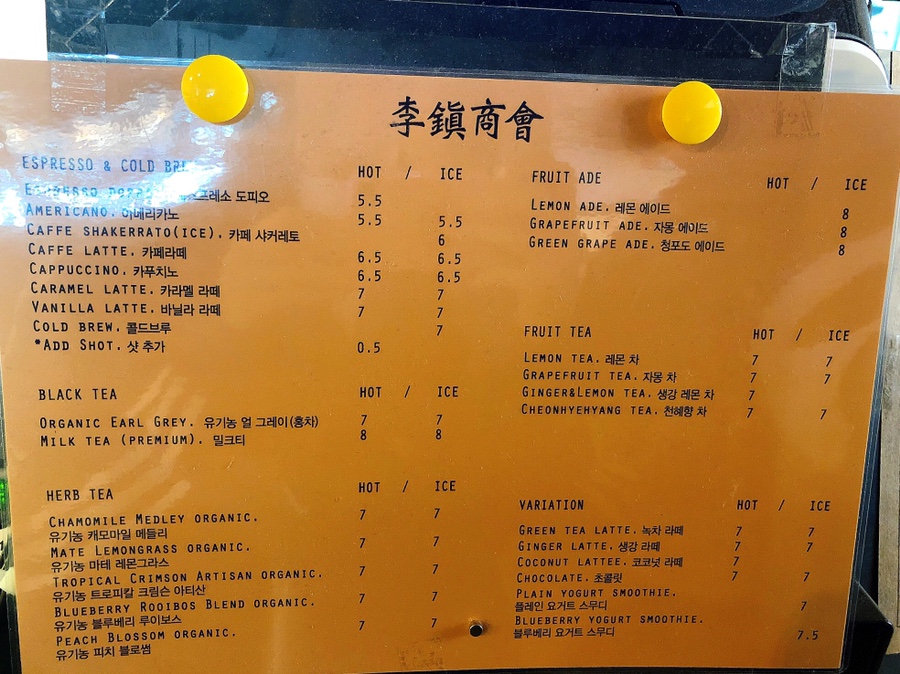 李鎭商會
ESPRESSO & COLD
HOT / ICE
에스프레소 도피오 5.5
AMERICANO. 아메리카노 5.5 5.5
CAFFE SHAKERRATO(ICE). 카페 샤커레토 6
CAFFE LATTE. 카페라떼 6.5 6.5
CAPPUCCINO. 카푸치노 6.5 6.5
CARAMEL LATTE. 카라멜 라떼 7 7
VANILLA LATTE. 바닐라 라떼 7 7
COLD BREW. 콜드브루 7
*ADD SHOT. 샷 추가 0.5
BLACK TEA HOT / ICE
ORGANIC EARL GREY. 유기농 얼 그레이(홍차) 7 7
MILK TEA (PREMIUM). 밀크티 8 8
HERB TEA HOT / ICE
CHAMOMILE MEDLEY ORGANIC. 7 7
유기농 캐모마일 메들리
MATE LEMONGRASS ORGANIC. 7 7
유기농 마테 레몬그라스
TROPICAL CRIMSON ARTISAN ORGANIC. 7 7
유기농 트로피칼 크림슨 아티산
BLUEBERRY ROOIBOS BLEND ORGANIC. 7 7
유기농 블루베리 루이보스
PEACH BLOSSOM ORGANIC. 7 7
유기농 피치 블로썸
FRUIT ADE HOT / ICE
LEMON ADE. 레몬 에이드 8
GRAPEFRUIT ADE. 자몽 에이드 8
GREEN GRAPE ADE. 청포도 에이드 8
FRUIT TEA HOT / ICE
LEMON TEA. 레몬 차 7 7
GRAPEFRUIT TEA. 자몽 차 7 7
GINGER&LEMON TEA. 생강 레몬 차 7
CHEONHYEHYANG TEA. 천혜향 차 7 7
VARIATION HOT / ICE
GREEN TEA LATTE. 녹차 라떼 7 7
GINGER LATTE. 생강 라떼 7 7
COCONUT LATTEE. 코코넛 라떼 7 7
CHOCOLATE. 초콜릿 7 7
PLAIN YOGURT SMOOTHIE.
플레인 요거트 스무디 7
BLUEBERRY YOGURT SMOOTHIE.
블루베리 요거트 스무디 7.5